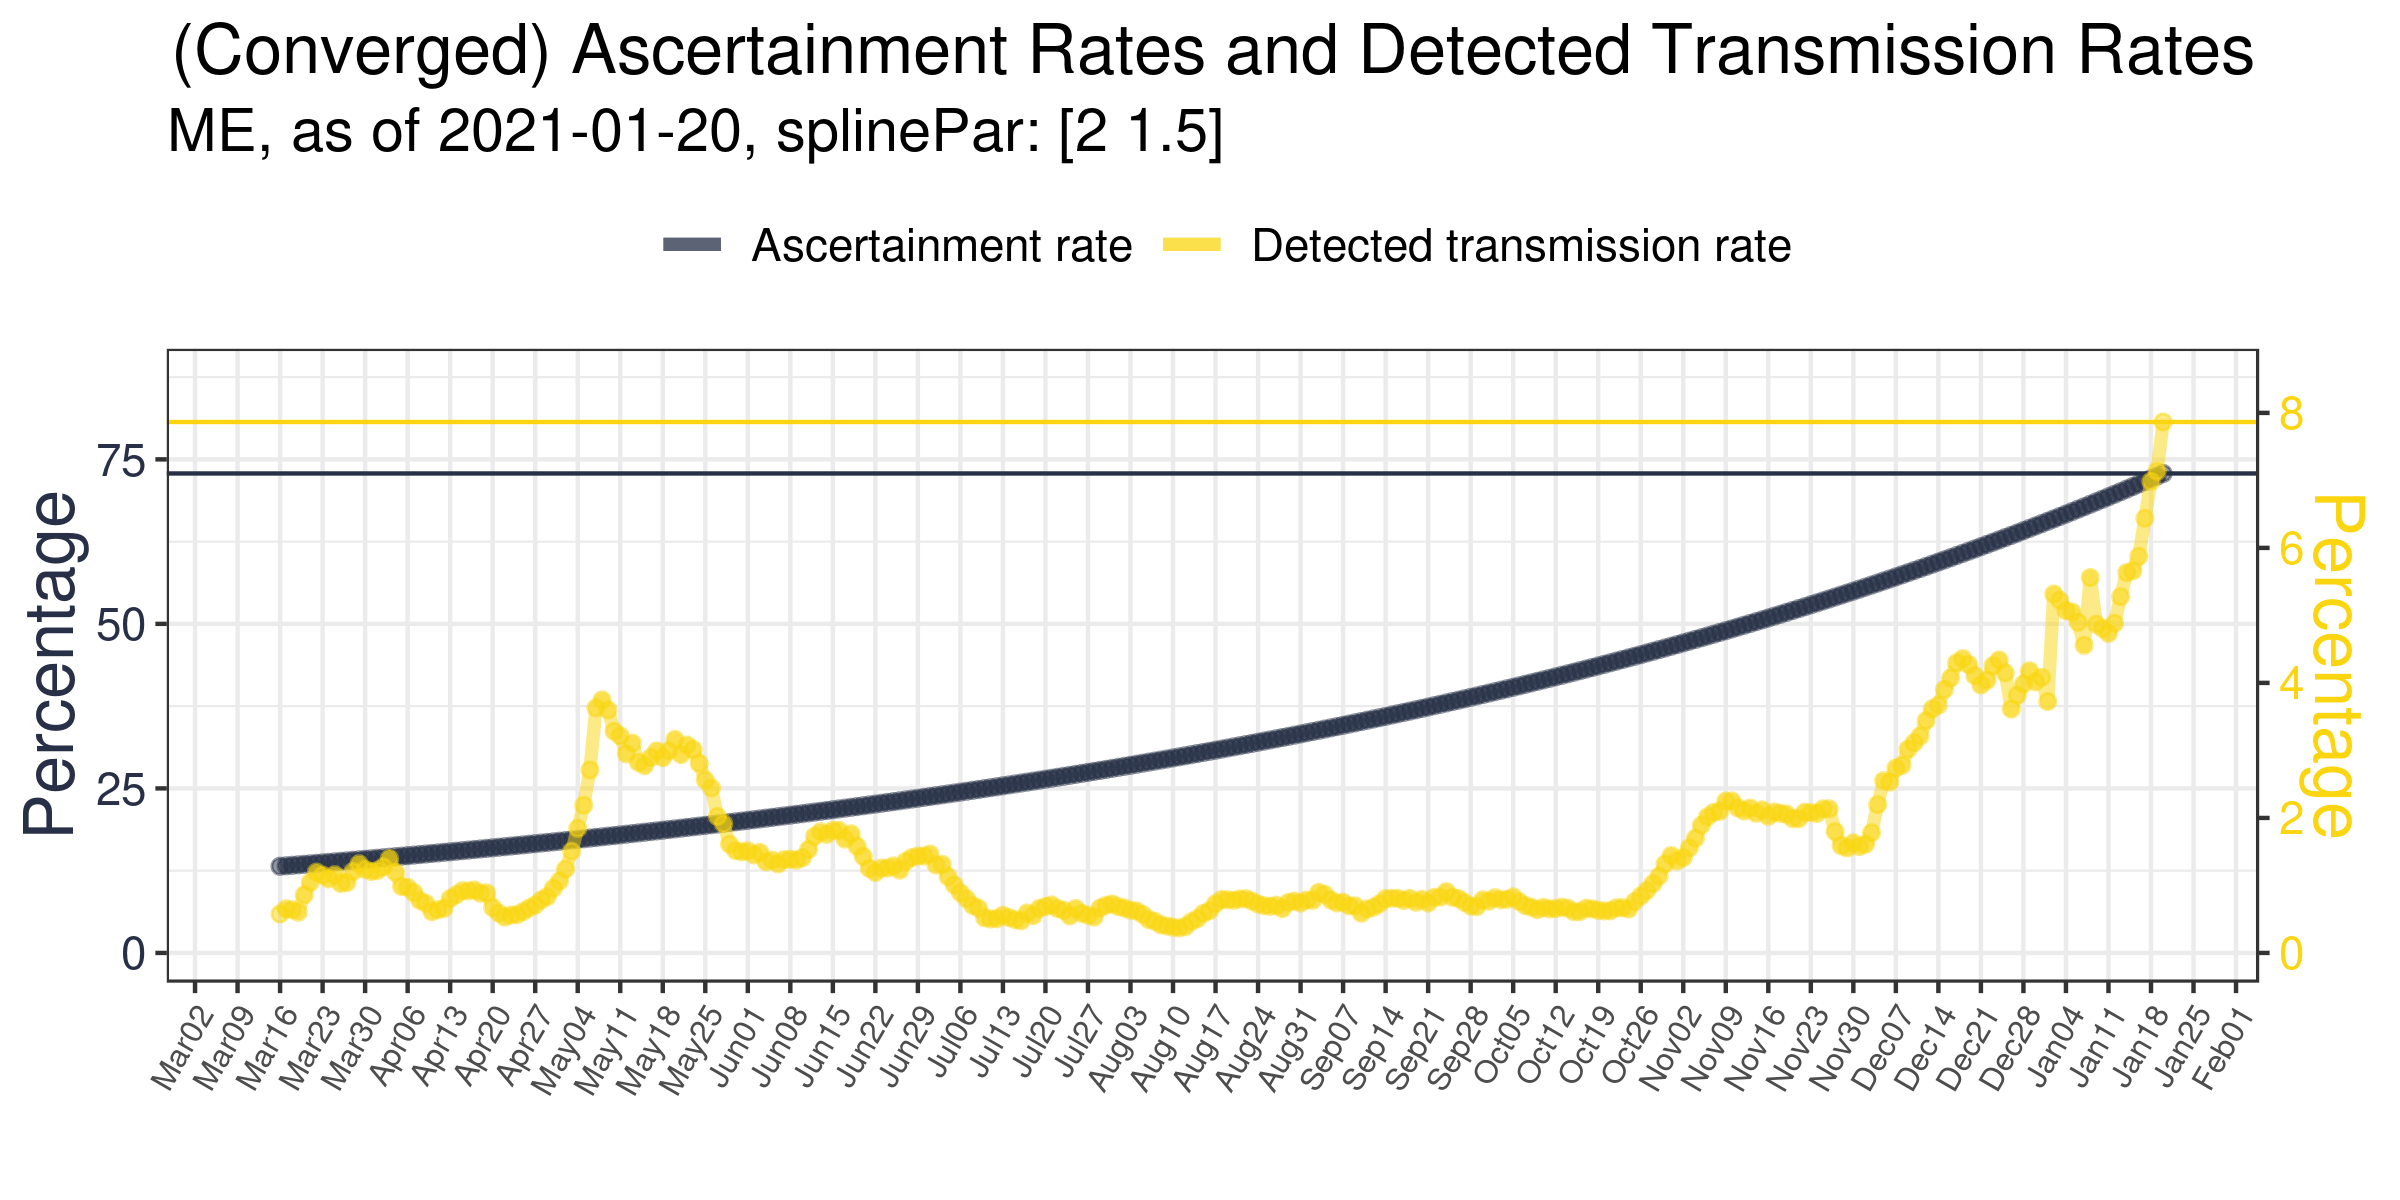 (Converged) Ascertainment Rates and Detected Transmission Rates
ME, as of 2021-01-20, splinePar: [2 1.5]
Ascertainment rate
Detected transmission rate
Percentage
75
50
25
0
8
6
4
2
0
Percentage
Mar02
Mar09
Mar16
Mar23
Mar30
Apr06
Apr13
Apr20
Apr27
May04
May11
May18
May25
Jun01
Jun08
Jun15
Jun22
Jun29
Jul06
Jul13
Jul20
Jul27
Aug03
Aug10
Aug17
Aug24
Aug31
Sep07
Sep14
Sep21
Sep28
Oct05
Oct12
Oct19
Oct26
Nov02
Nov09
Nov16
Nov23
Nov30
Dec07
Dec14
Dec21
Dec28
Jan04
Jan11
Jan18
Jan25
Feb01